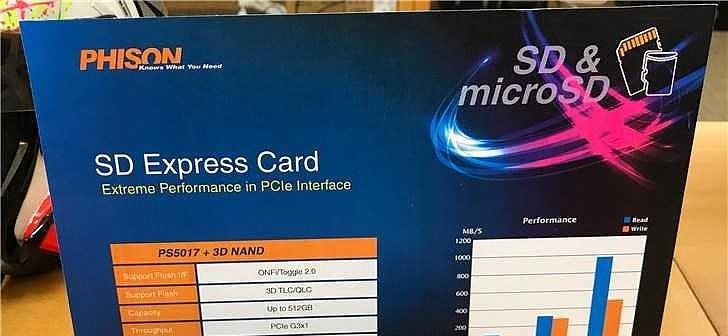 PHISON
Knows What You Need
SD &
microSD
SD Express Card
Extreme Performance in PCIe Interface
PS5017 + 3D NAND
Support Flash I/F
ONFi/Toggle 2.0
Support Flash
3D TLC/QLC
Capacity
Up to 512GB
Throughput
PCIe G3x1
Performance
Read
Write
MB/S
1200
1000
800
600
400
200